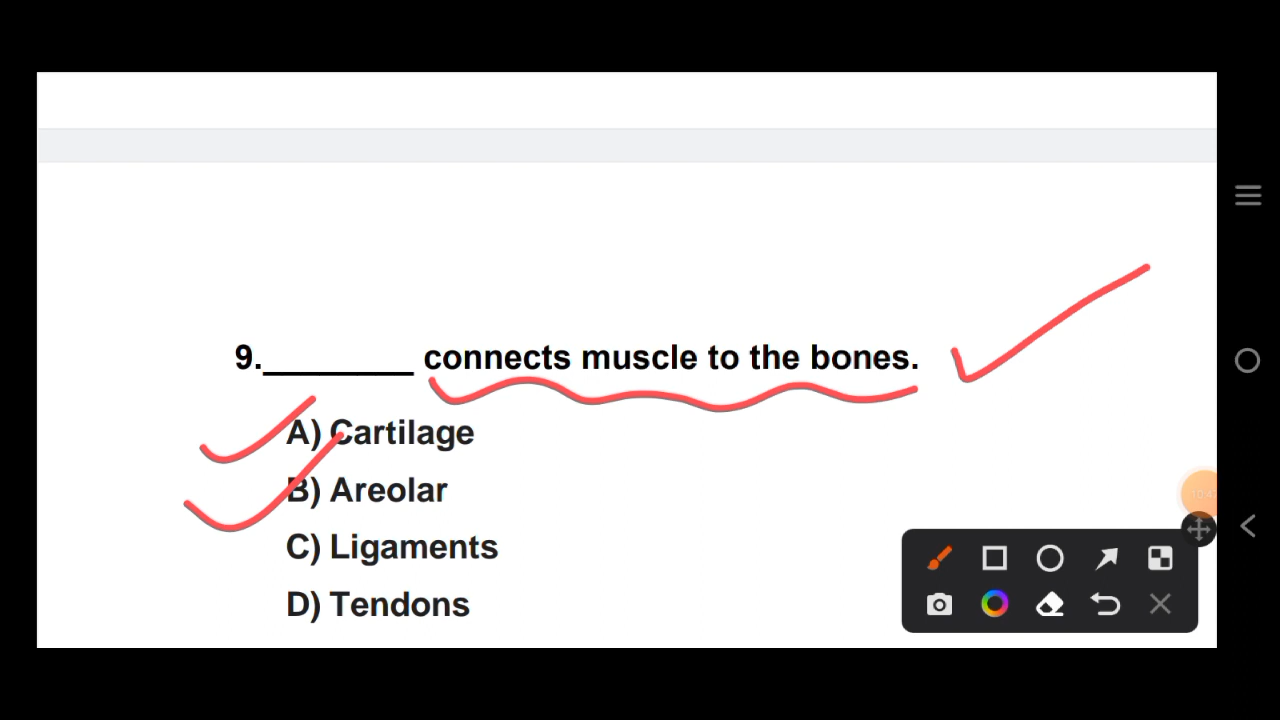 9.________ connects muscle to the bones.
A) Cartilage
B) Areolar
C) Ligaments
D) Tendons